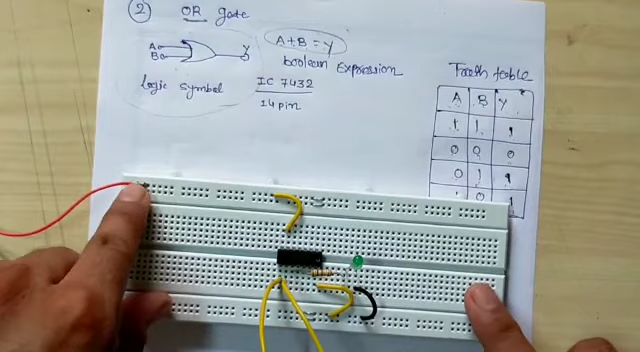 2 OR gate
A+B=Y
boolean Expression
A
B
Y
Logic Symbol
IC 7432
14 pin
Truth table
A B Y
1 1 1
0 0 0
0 1 1
1 0 1